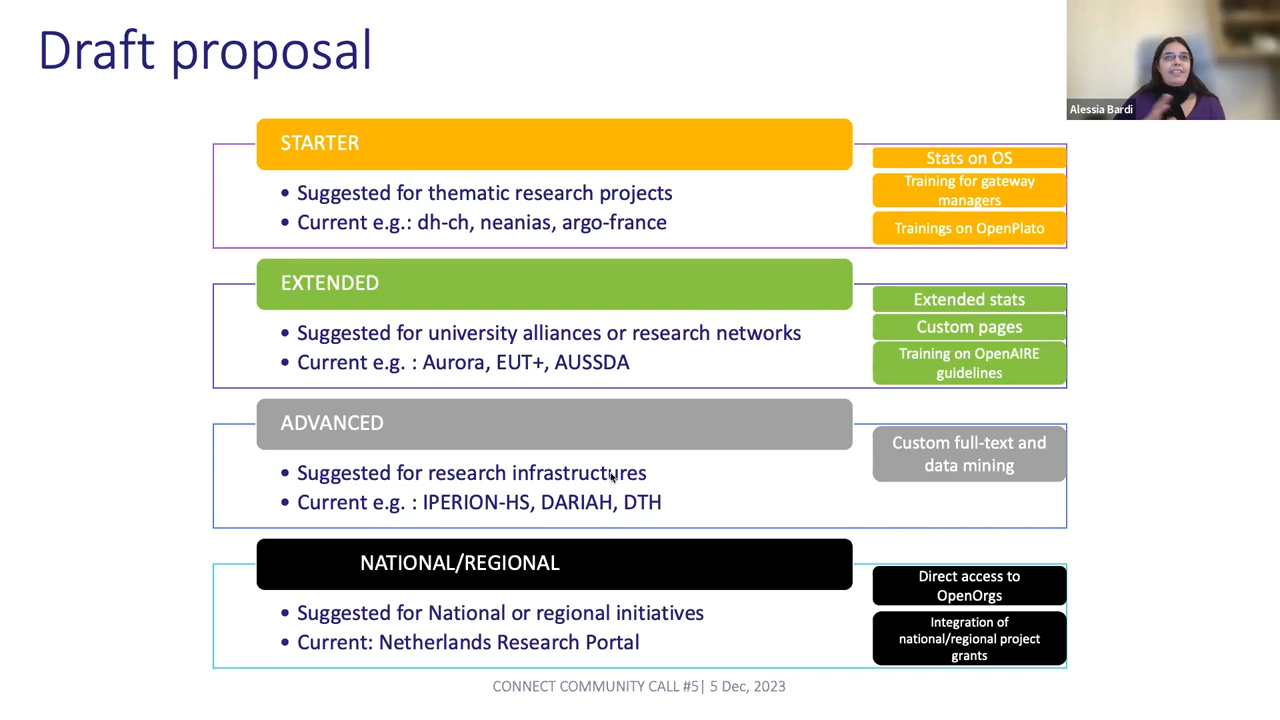 Draft proposal
Alessia Bardi
STARTER
• Suggested for thematic research projects
• Current e.g.: dh-ch, neanias, argo-france
Stats on OS
Training for gateway
managers
Trainings on OpenPlato
EXTENDED
• Suggested for university alliances or research networks
• Current e.g. : Aurora, EUT+, AUSSDA
Extended stats
Custom pages
Training on OpenAIRE
guidelines
ADVANCED
• Suggested for research infrastructures
• Current e.g. : IPERION-HS, DARIAH, DTH
Custom full-text and
data mining
NATIONAL/REGIONAL
• Suggested for National or regional initiatives
• Current: Netherlands Research Portal
Direct access to
OpenOrgs
Integration of
national/regional project
grants
CONNECT COMMUNITY CALL #5| 5 Dec, 2023